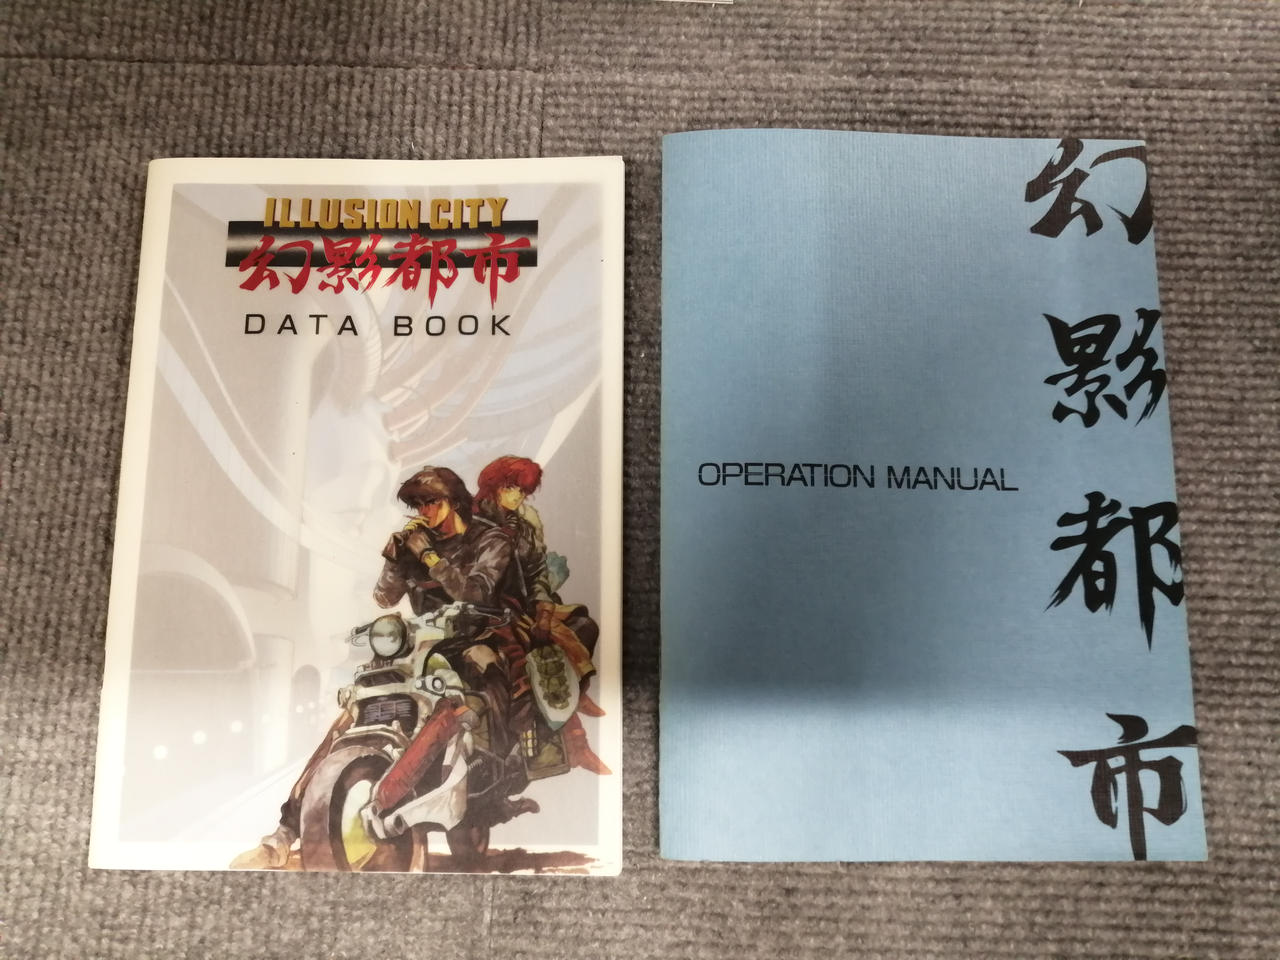 ILLUSION CITY
幻影都市
DATA BOOK
OPERATION MANUAL
幻影都市